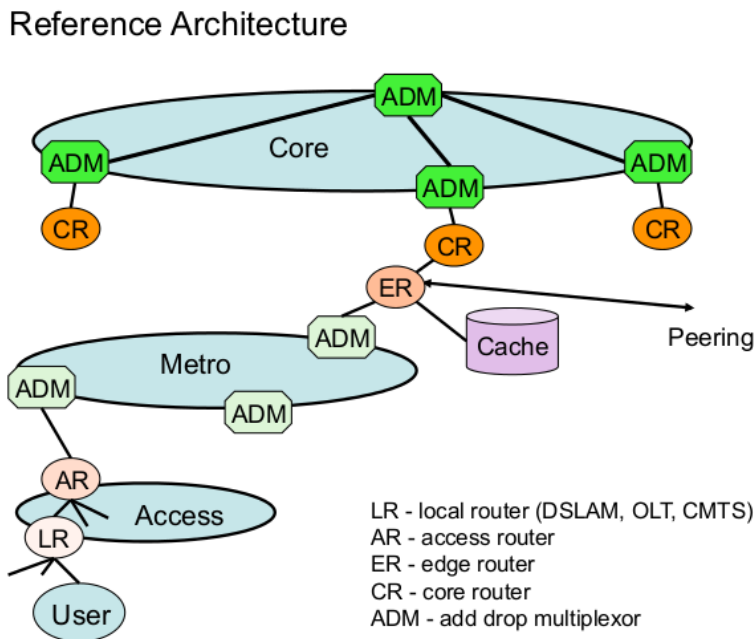 Reference Architecture
ADM
Core
ADM
ADM
ADM
CR
CR
CR
ER
Peering
ADM
Cache
Metro
ADM
ADM
AR
Access
LR
User
LR - local router (DSLAM, OLT, CMTS)
AR - access router
ER - edge router
CR - core router
ADM - add drop multiplexor